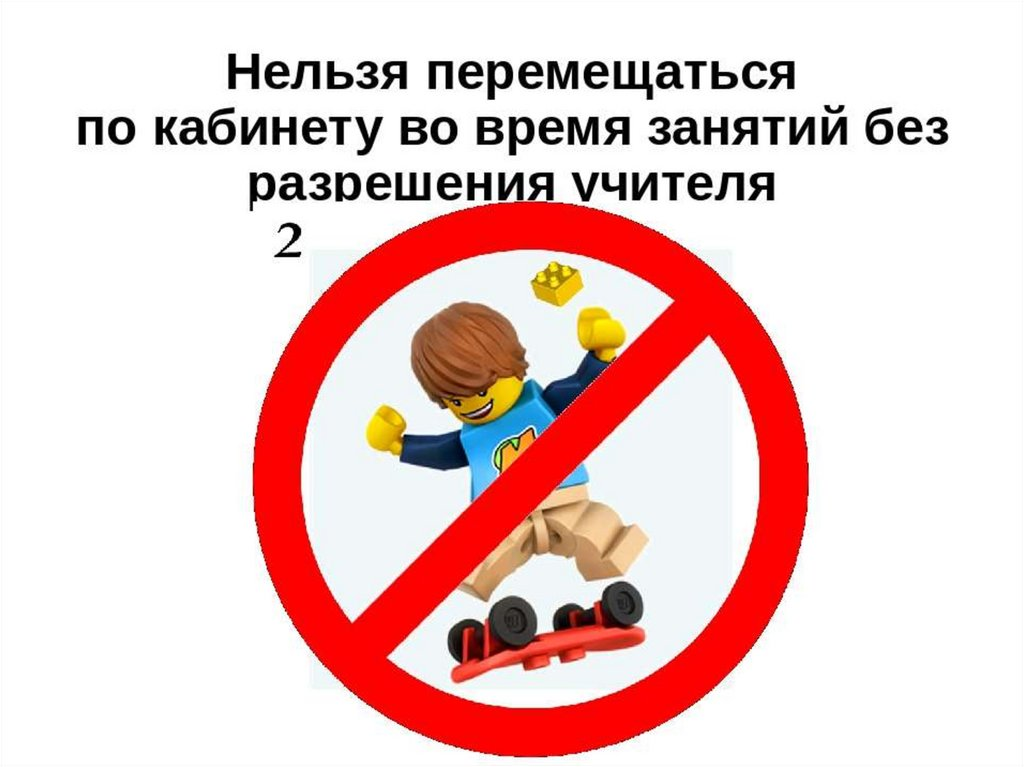 Нельзя перемещаться
по кабинету во время занятий без
разрешения учителя
2